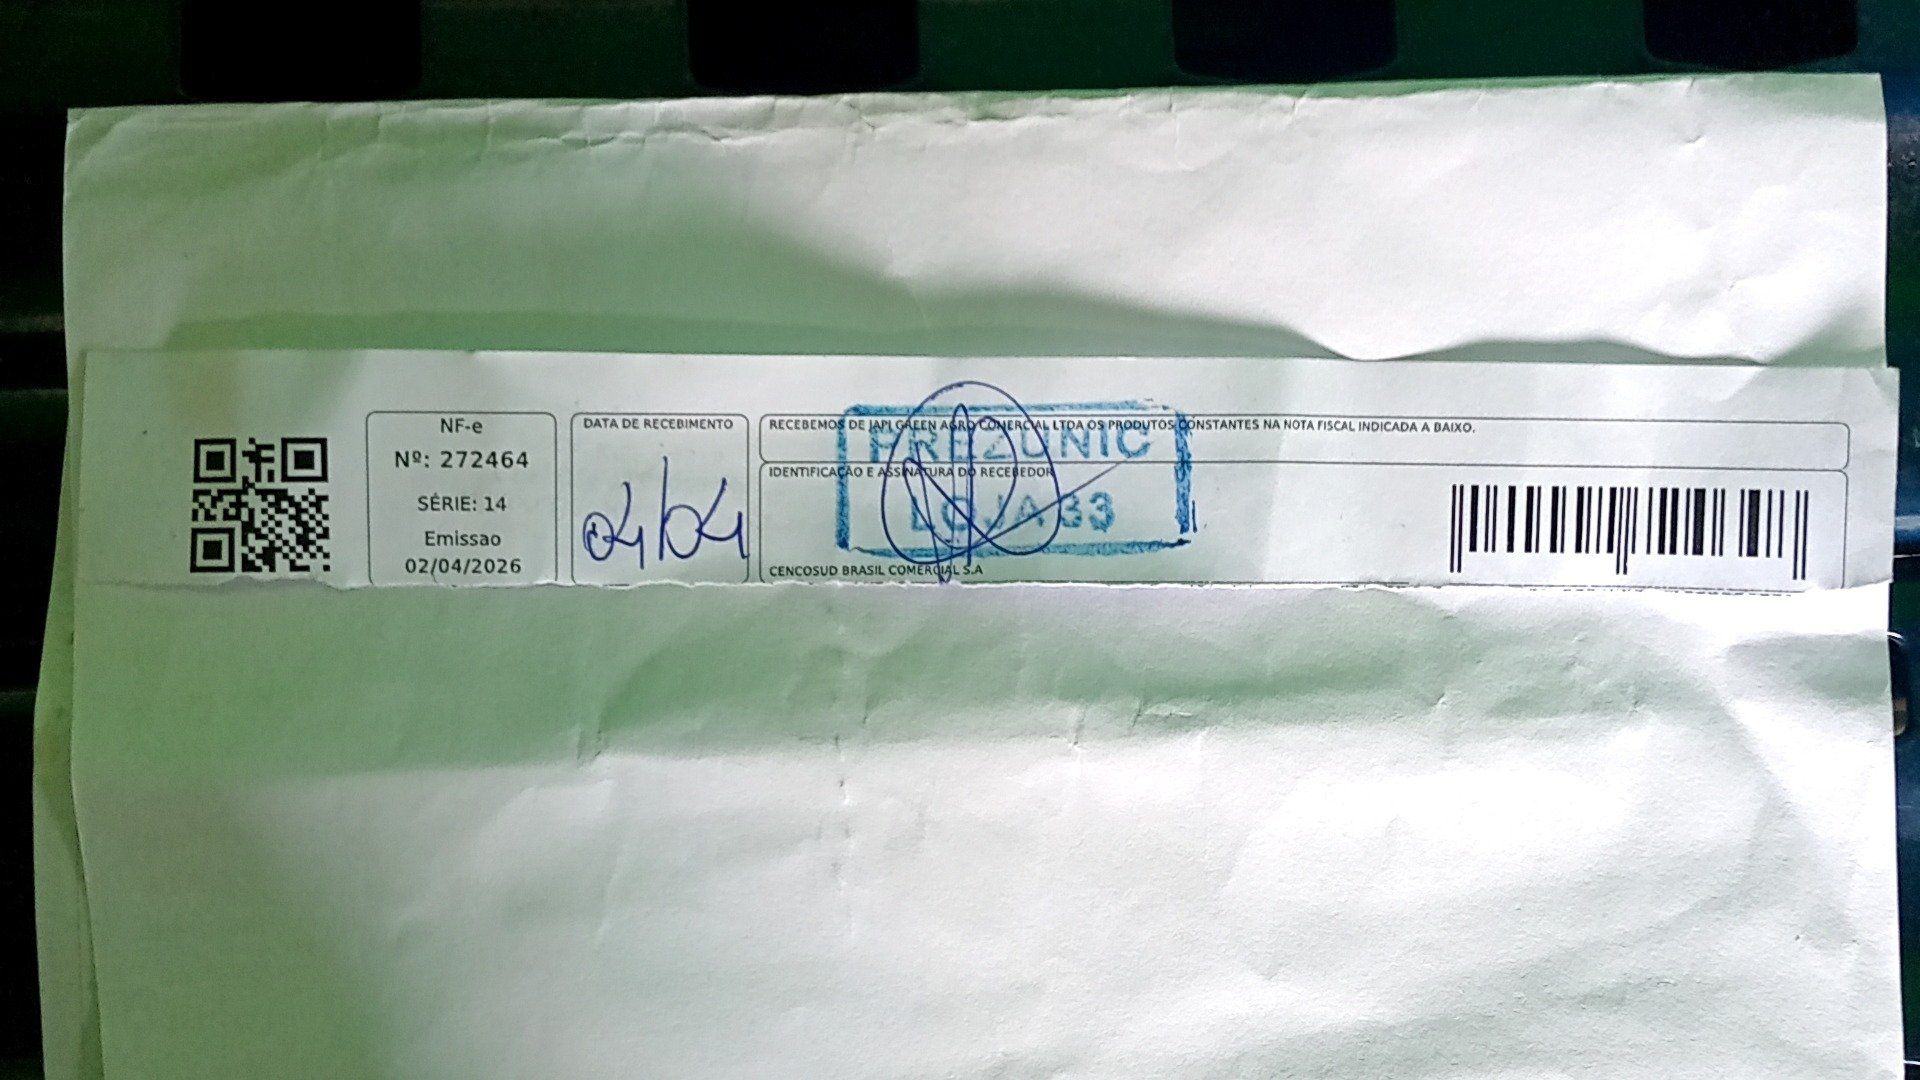 NF-e
Nº: 272464
SÉRIE: 14
Emissao
02/04/2026
DATA DE RECEBIMENTO
04/04
RECEBEMOS DE JAPI GREEN AGRO COMERCIAL LTDA OS PRODUTOS CONSTANTES NA NOTA FISCAL INDICADA A BAIXO.
PREZUNIC
IDENTIFICAÇÃO E ASSINATURA DO RECEBEDOR
LOJA 33
CENCOSUD BRASIL COMERCIAL S.A